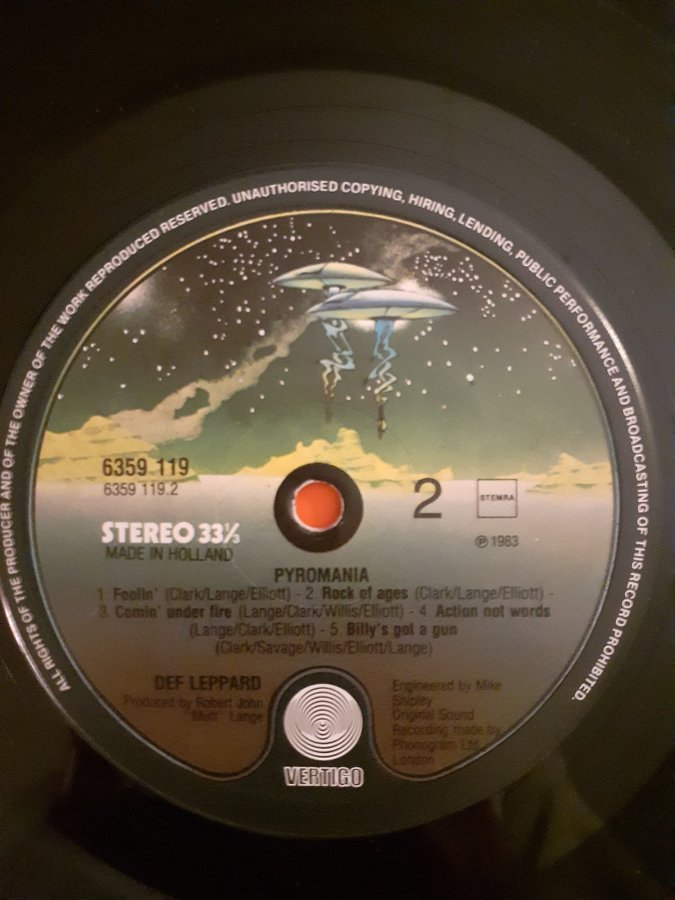 ALL RIGHTS OF THE PRODUCER AND OF THE OWNER OF THE WORK REPRODUCED RESERVED. UNAUTHORISED COPYING, HIRING, LENDING, PUBLIC PERFORMANCE AND BROADCASTING OF THIS RECORD PROHIBITED.
6359 119
6359 119.2
2
STEMRA
STEREO 33⅓
MADE IN HOLLAND
℗ 1983
PYROMANIA
1. Foolin' (Clark/Lange/Elliott) - 2. Rock of ages (Clark/Lange/Elliott) -
3. Comin' under fire (Lange/Clark/Willis/Elliott) - 4. Action not words
(Lange/Clark/Elliott) - 5. Billy's got a gun
(Clark/Savage/Willis/Elliott/Lange)
DEF LEPPARD
Produced by Robert John
"Mutt" Lange
Engineered by Mike
Shipley
Original Sound
Recording made by
Phonogram Ltd.
London
VERTIGO